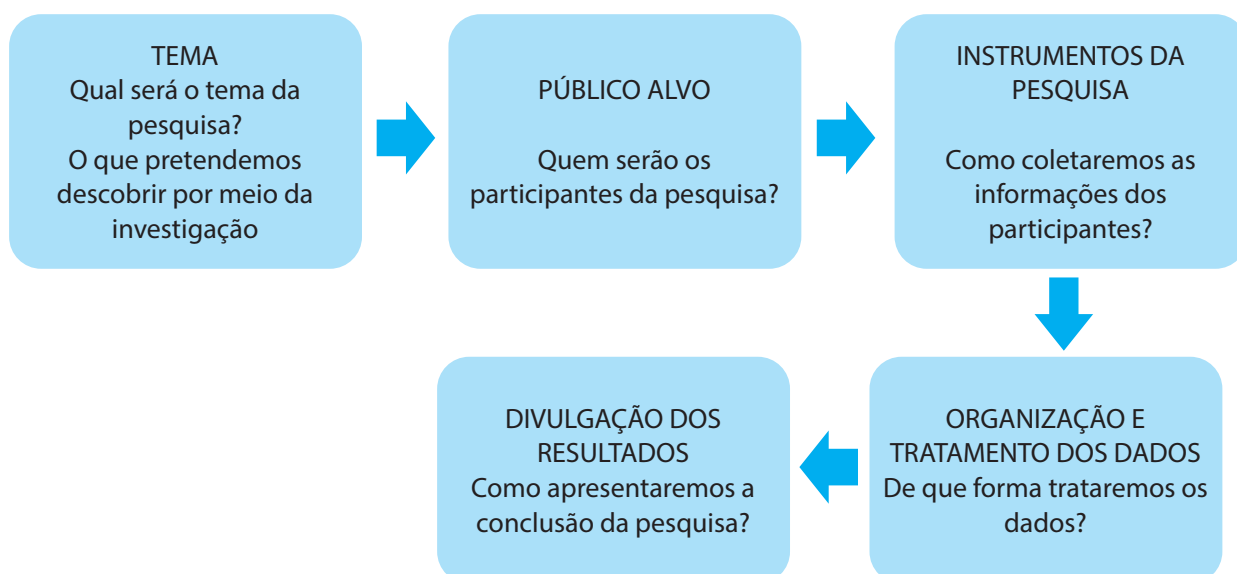 TEMA
Qual será o tema da
pesquisa?
O que pretendemos
descobrir por meio da
investigação
PÚBLICO ALVO
Quem serão os
participantes da pesquisa?
INSTRUMENTOS DA
PESQUISA
Como coletaremos as
informações dos
participantes?
ORGANIZAÇÃO E
TRATAMENTO DOS DADOS
De que forma trataremos os
dados?
DIVULGAÇÃO DOS
RESULTADOS
Como apresentaremos a
conclusão da pesquisa?